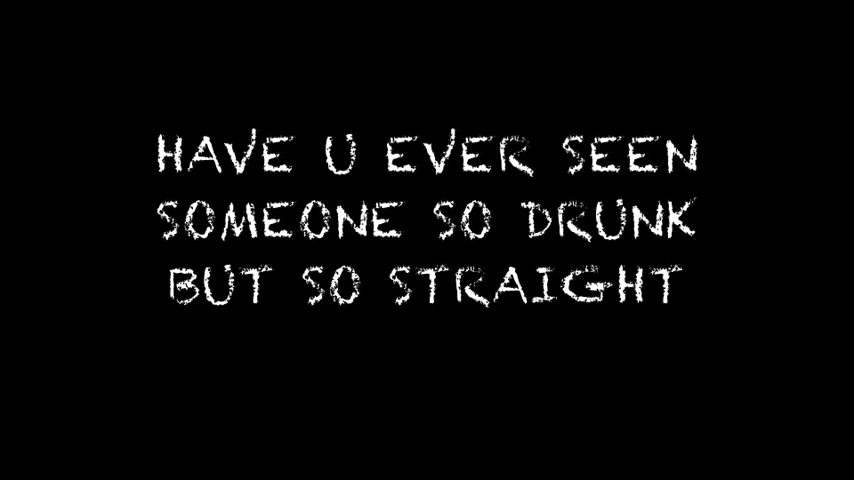 HAVE U EVER SEEN
SOMEONE SO DRUNK
BUT SO STRAIGHT